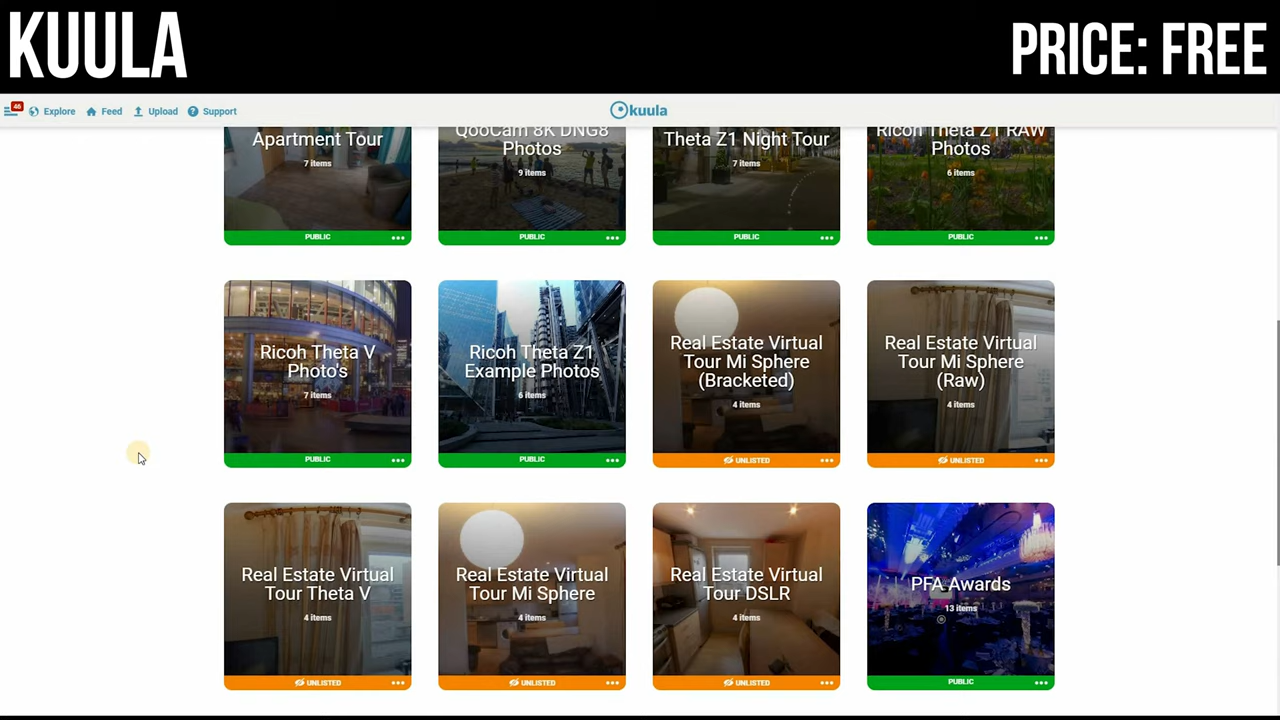 KUULA
PRICE: FREE
46
Explore
Feed
Upload
Support
kuula
Apartment Tour
7 items
PUBLIC
QooCam 8K DNG8
Photos
9 items
PUBLIC
Theta Z1 Night Tour
7 items
PUBLIC
Ricoh Theta Z1 RAW
Photos
6 items
PUBLIC
Ricoh Theta V
Photo's
7 items
PUBLIC
Ricoh Theta Z1
Example Photos
6 items
PUBLIC
Real Estate Virtual
Tour Mi Sphere
(Bracketed)
4 items
UNLISTED
Real Estate Virtual
Tour Mi Sphere
(Raw)
4 items
UNLISTED
Real Estate Virtual
Tour Theta V
4 items
UNLISTED
Real Estate Virtual
Tour Mi Sphere
4 items
UNLISTED
Real Estate Virtual
Tour DSLR
4 items
UNLISTED
PFA Awards
13 items
PUBLIC